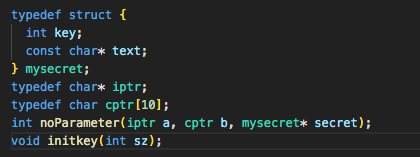 typedef struct {
  int key;
  const char* text;
} mysecret;
typedef char* iptr;
typedef char cptr[10];
int noParameter(iptr a, cptr b, mysecret* secret);
void initkey(int sz);